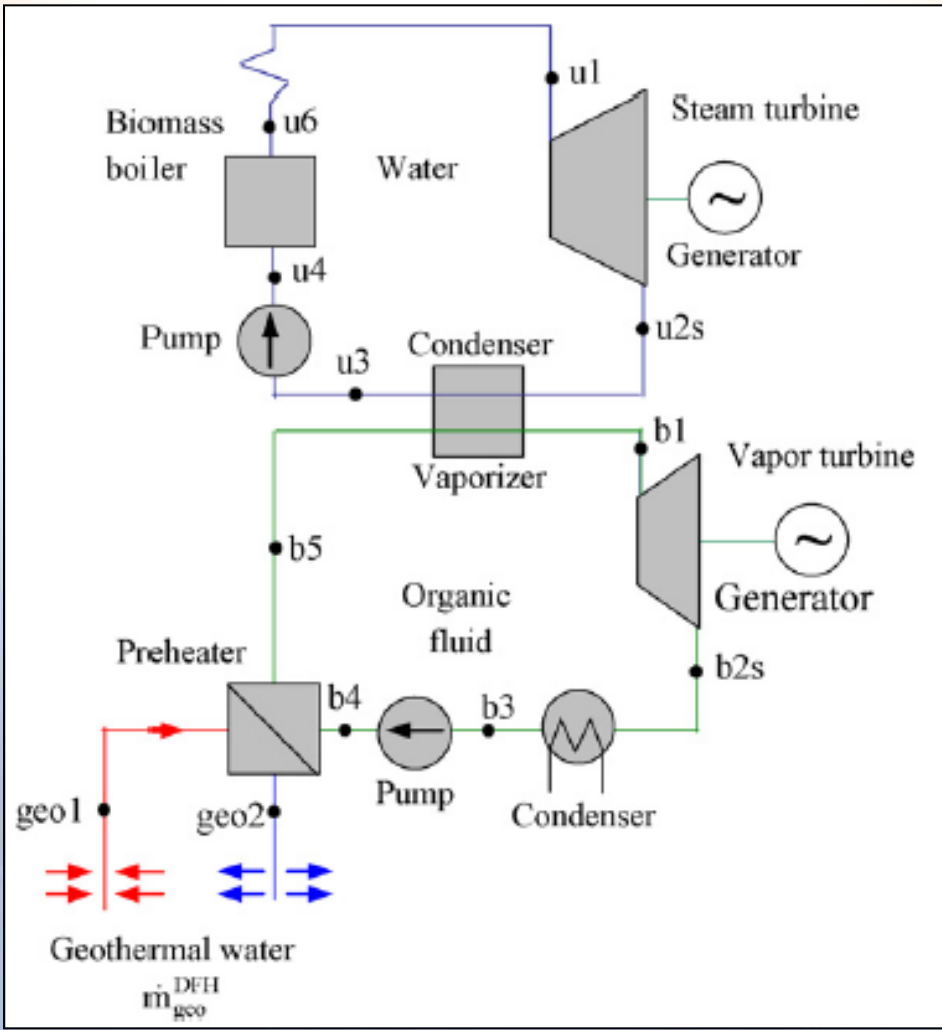 u1
Steam turbine
Biomass
boiler
u6
Water
~
Generator
u4
Pump
u3
Condenser
u2s
Vaporizer
b1
Vapor turbine
b5
~
Generator
Organic
fluid
Preheater
b4
b3
b2s
Pump
Condenser
geo1
geo2
Geothermal water
ṁ_geo^DFH